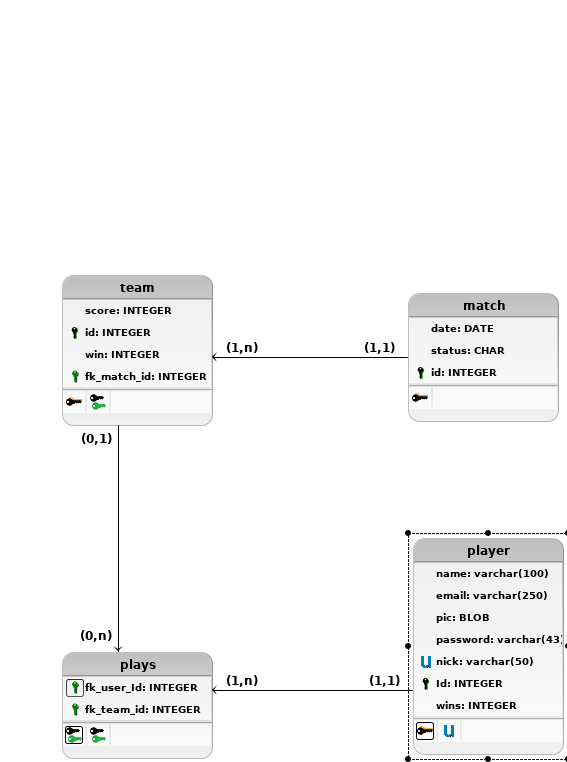 team
score: INTEGER
id: INTEGER
win: INTEGER
fk_match_id: INTEGER
(1,n)
(1,1)
match
date: DATE
status: CHAR
id: INTEGER
(0,1)
(0,n)
plays
fk_user_Id: INTEGER
fk_team_id: INTEGER
(1,n)
(1,1)
player
name: varchar(100)
email: varchar(250)
pic: BLOB
password: varchar(43)
u nick: varchar(50)
Id: INTEGER
wins: INTEGER
u